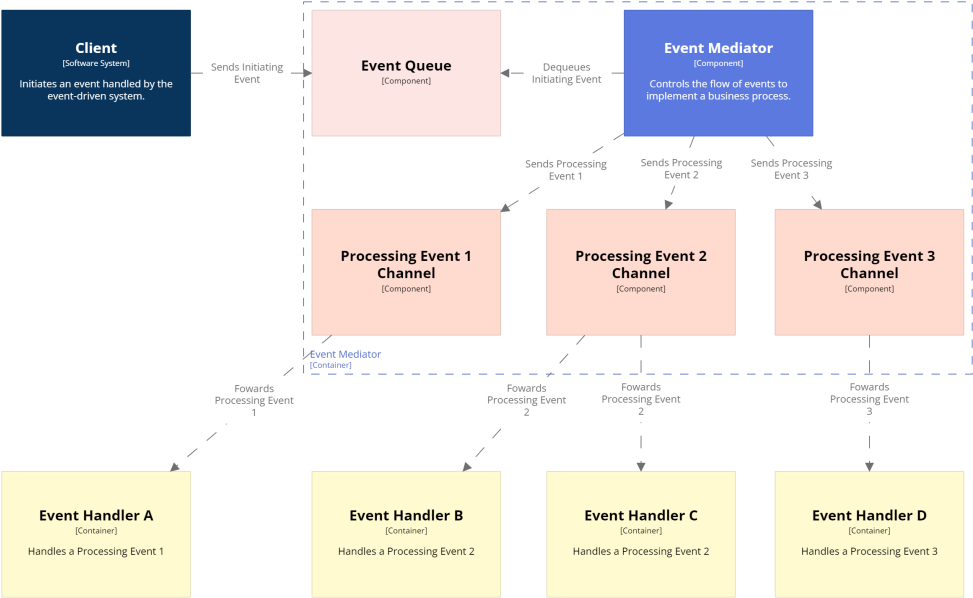 Client
[Software System]
Initiates an event handled by the
event-driven system.
Sends Initiating
Event
Event Queue
[Component]
Dequeues
Initiating Event
Event Mediator
[Component]
Controls the flow of events to
implement a business process.
Sends Processing
Event 1
Sends Processing
Event 2
Sends Processing
Event 3
Processing Event 1
Channel
[Component]
Processing Event 2
Channel
[Component]
Processing Event 3
Channel
[Component]
Event Mediator
[Container]
Fowards
Processing Event
1
Fowards
Processing Event
2
Fowards
Processing Event
2
Fowards
Processing Event
3
Event Handler A
[Container]
Handles a Processing Event 1
Event Handler B
[Container]
Handles a Processing Event 2
Event Handler C
[Container]
Handles a Processing Event 2
Event Handler D
[Container]
Handles a Processing Event 3